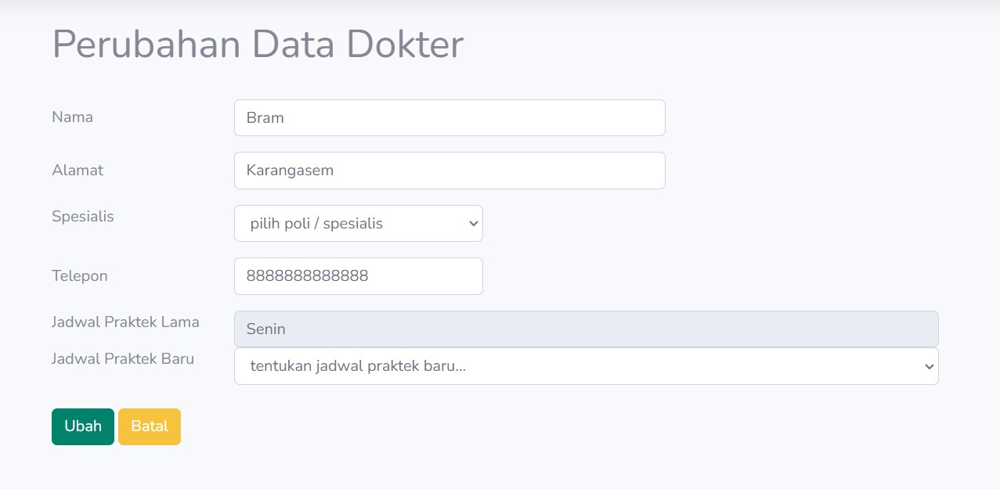 Perubahan Data Dokter
Nama
Bram
Alamat
Karangasem
Spesialis
pilih poli / spesialis
Telepon
8888888888888
Jadwal Praktek Lama
Senin
Jadwal Praktek Baru
tentukan jadwal praktek baru...
Ubah Batal